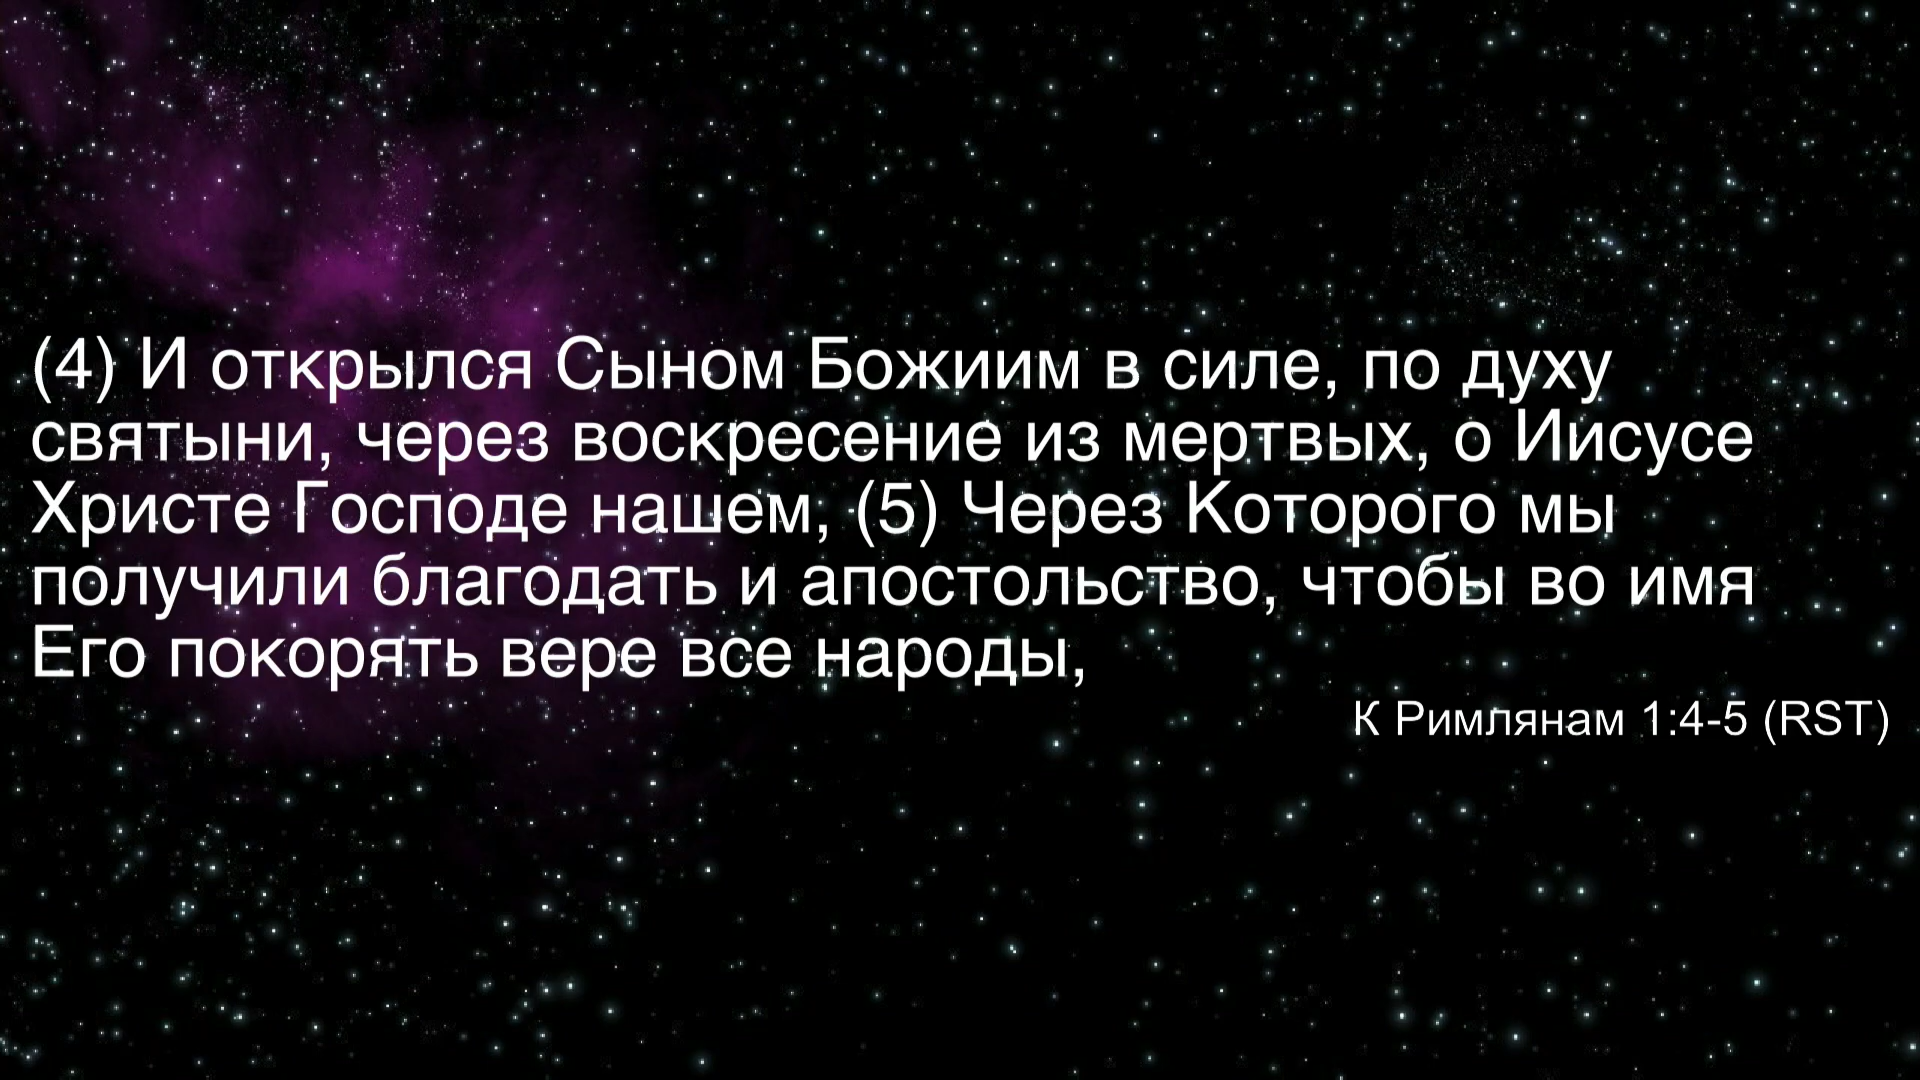 (4) И открылся Сыном Божиим в силе, по духу
святыни, через воскресение из мертвых, о Иисусе
Христе Господе нашем, (5) Через Которого мы
получили благодать и апостольство, чтобы во имя
Его покорять вере все народы,
К Римлянам 1:4-5 (RST)